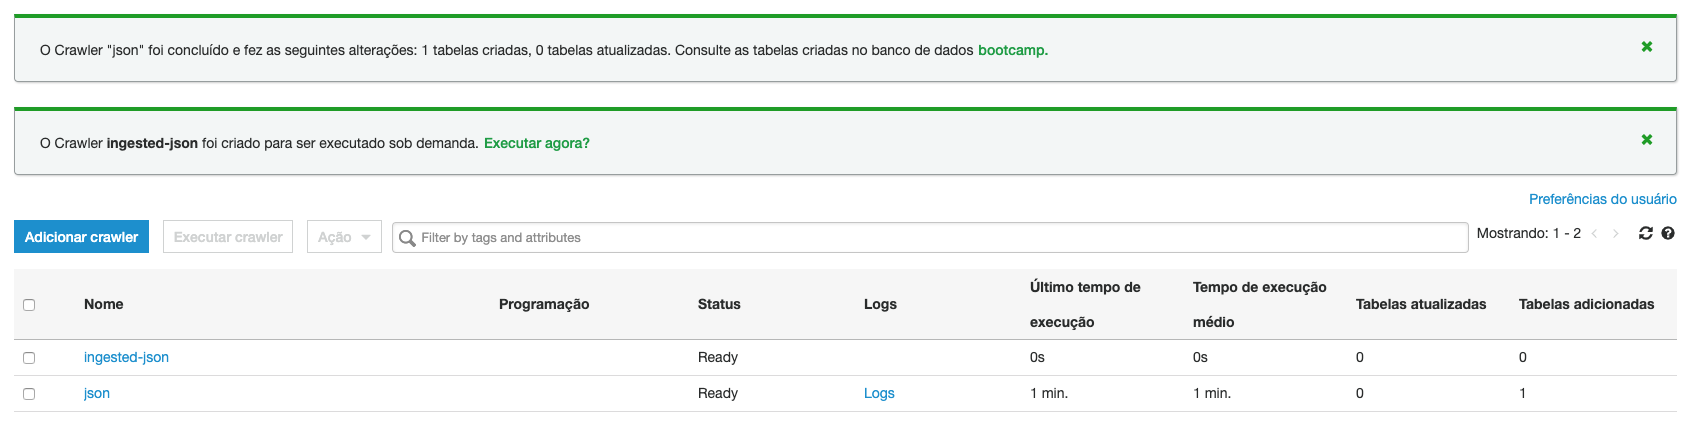 O Crawler "json" foi concluído e fez as seguintes alterações: 1 tabelas criadas, 0 tabelas atualizadas. Consulte as tabelas criadas no banco de dados bootcamp.
O Crawler ingested-json foi criado para ser executado sob demanda. Executar agora?
Preferências do usuário
Adicionar crawler Executar crawler Ação Filter by tags and attributes Mostrando: 1 - 2
Nome Programação Status Logs Último tempo de execução Tempo de execução médio Tabelas atualizadas Tabelas adicionadas
ingested-json Ready 0s 0s 0 0
json Ready Logs 1 min. 1 min. 0 1